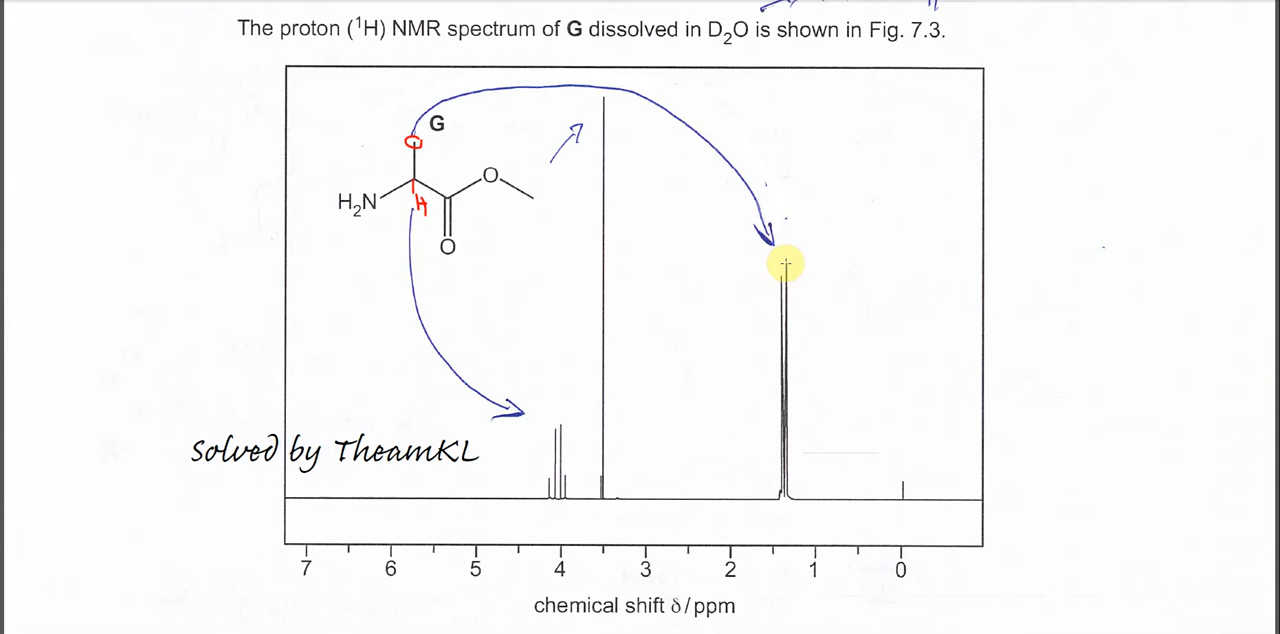 The proton (¹H) NMR spectrum of G dissolved in D₂O is shown in Fig. 7.3.
G
O
H₂N
H
O
Solved by TheamKL
7 6 5 4 3 2 1 0
chemical shift δ/ppm